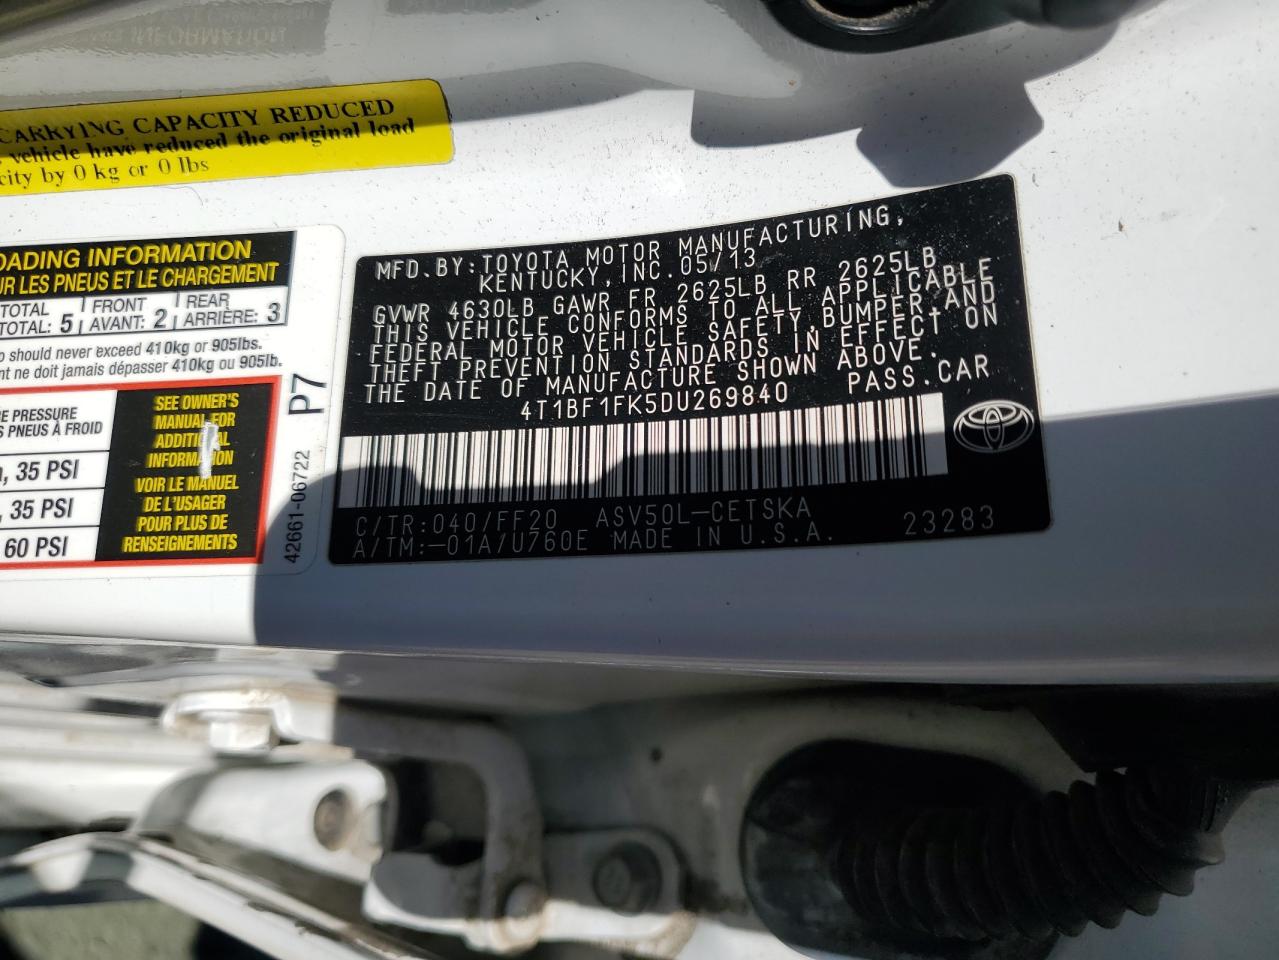 CARRYING CAPACITY REDUCED
vehicle have reduced the original load
city by 0 kg or 0 lbs
OADING INFORMATION
UR LES PNEUS ET LE CHARGEMENT
TOTAL FRONT REAR
TOTAL: 5 AVANT: 2 ARRIÈRE: 3
should never exceed 410kg or 905lbs.
nt ne doit jamais dépasser 410kg ou 905lb.
RE PRESSURE
S PNEUS À FROID
35 PSI
35 PSI
60 PSI
SEE OWNER'S
MANUAL FOR
ADDITIONAL
INFORMATION
VOIR LE MANUEL
DE L'USAGER
POUR PLUS DE
RENSEIGNEMENTS
P7
42661-06722
MFD.BY:TOYOTA MOTOR MANUFACTURING,
KENTUCKY,INC.05/13
GVWR 4630LB GAWR FR 2625LB RR 2625LB
THIS VEHICLE CONFORMS TO ALL APPLICABLE
FEDERAL MOTOR VEHICLE SAFETY,BUMPER,AND
THEFT PREVENTION STANDARDS IN EFFECT ON
THE DATE OF MANUFACTURE SHOWN ABOVE.
4T1BF1FK5DU269840 PASS.CAR
C/TR:040/FF20 ASV50L-CETSKA
A/TM:-01A/U760E MADE IN U.S.A. 23283